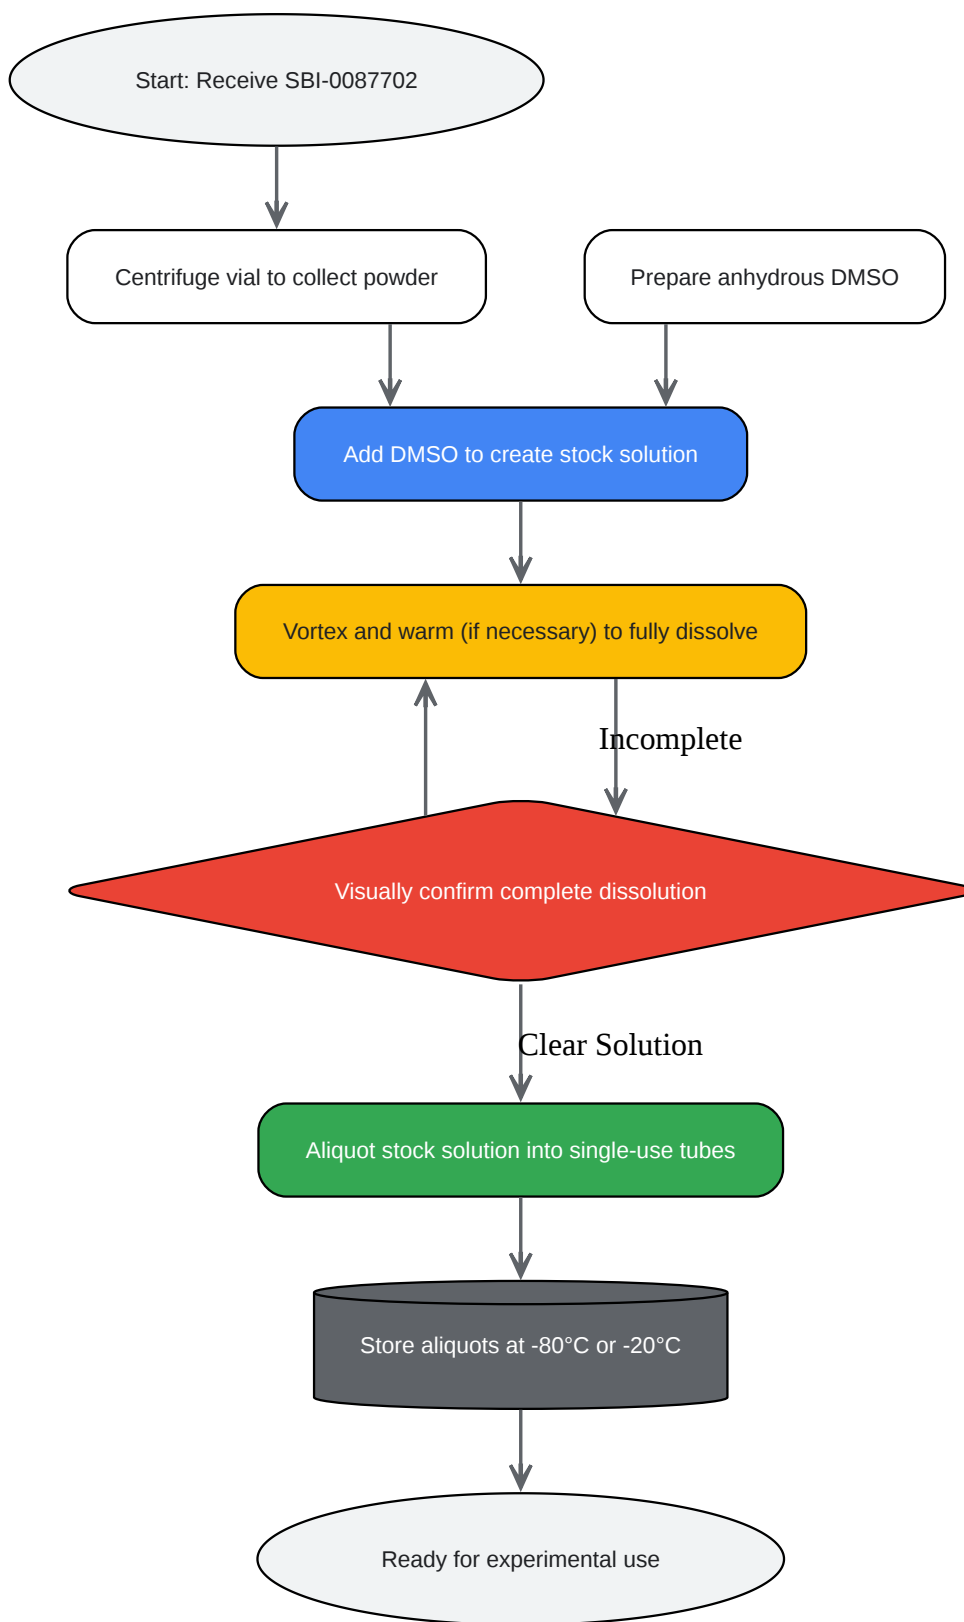 Start: Receive SBI-0087702
Centrifuge vial to collect powder
Prepare anhydrous DMSO
Add DMSO to create stock solution
Vortex and warm (if necessary) to fully dissolve
Incomplete
Visually confirm complete dissolution
Clear Solution
Aliquot stock solution into single-use tubes
Store aliquots at -80°C or -20°C
Ready for experimental use